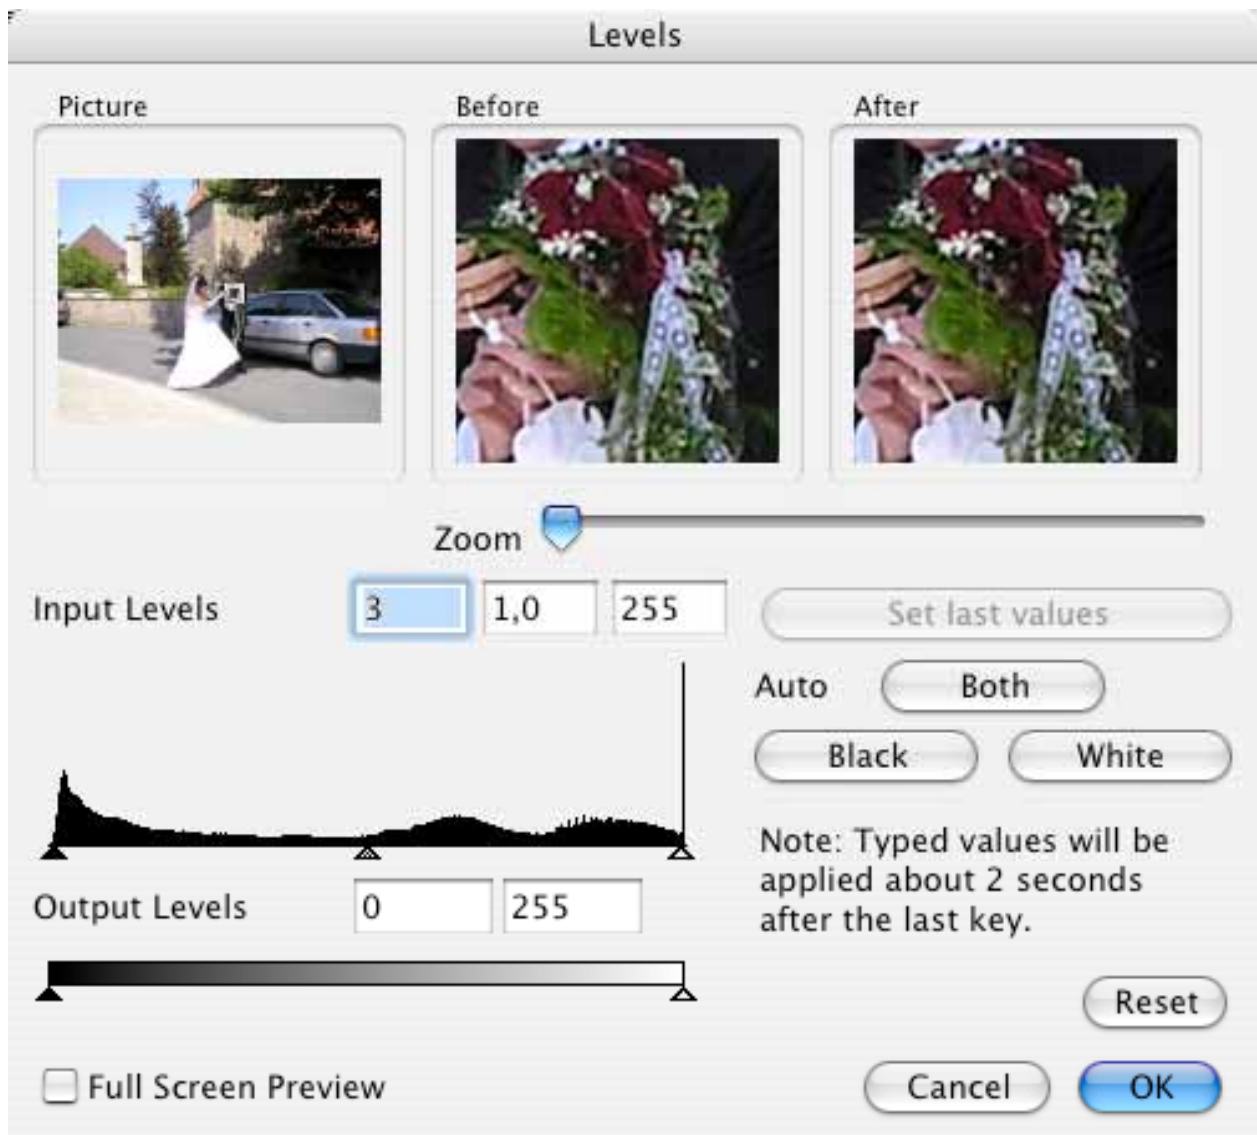 Levels
Picture
Before
After
Zoom
Input Levels 3 1,0 255 Set last values
Auto Both
Black White
Note: Typed values will be
applied about 2 seconds
after the last key.
Output Levels 0 255
Reset
Full Screen Preview Cancel OK